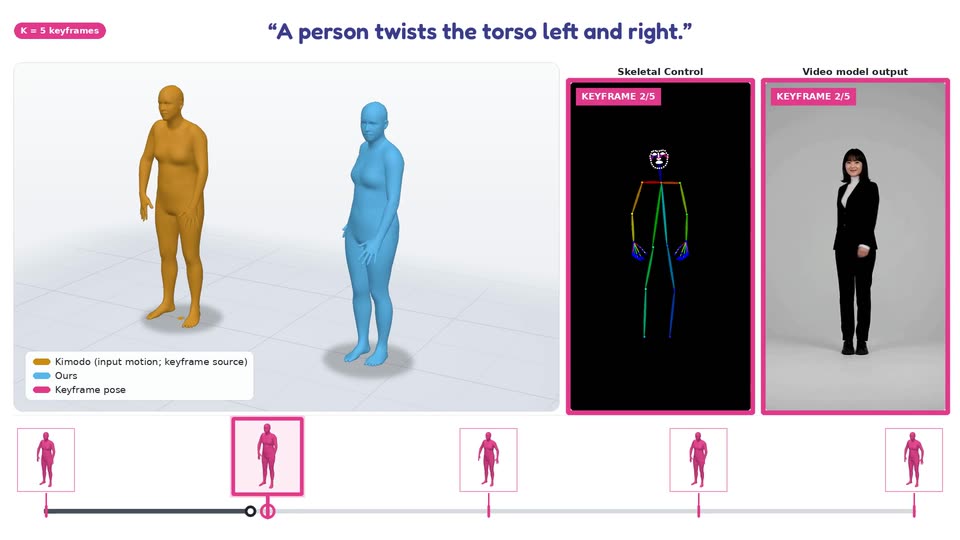 K = 5 keyframes
“A person twists the torso left and right.”
Skeletal Control
Video model output
KEYFRAME 2/5
KEYFRAME 2/5
Kimodo (input motion; keyframe source)
Ours
Keyframe pose